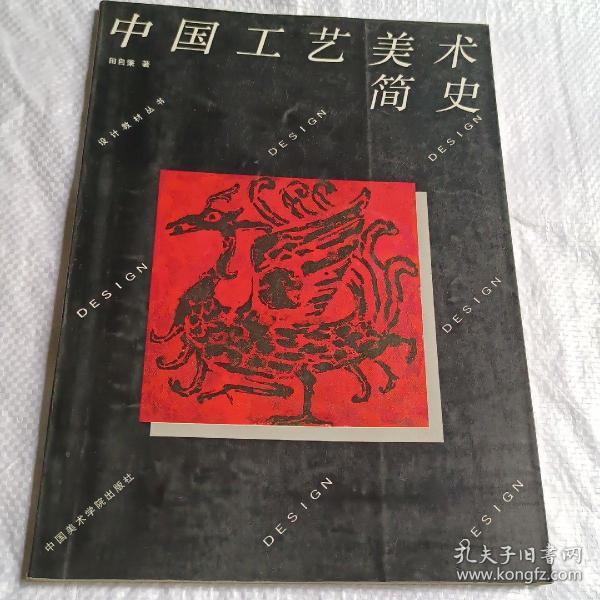 中国工艺美术
简史
田自秉 著
设计教材丛书
DESIGN
DESIGN
DESIGN
DESIGN
DESIGN
DESIGN
中国美术学院出版社
孔夫子旧书网
www.kongfz.com